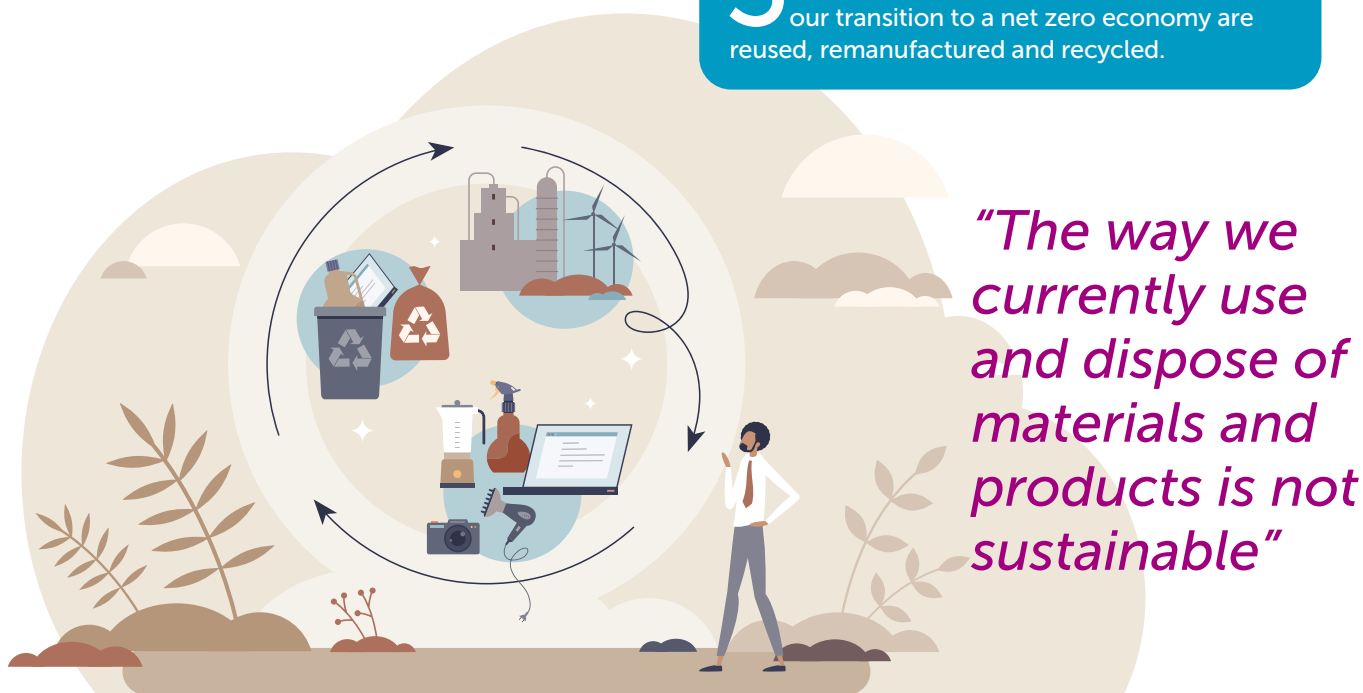 our transition to a net zero economy are
reused, remanufactured and recycled.
“The way we
currently use
and dispose of
materials and
products is not
sustainable”